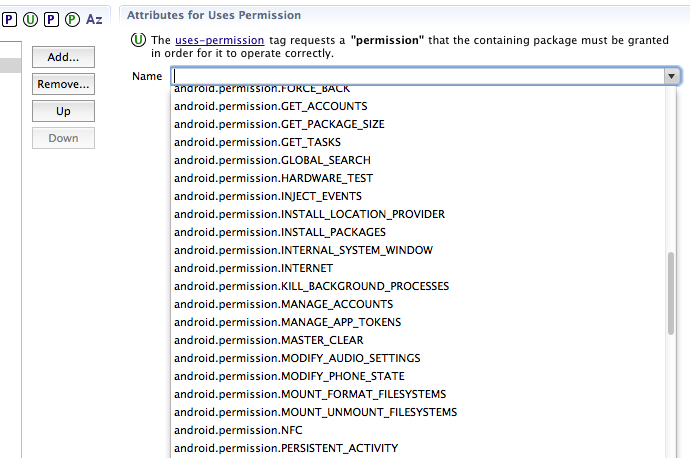 P U P P Az
Attributes for Uses Permission
U The uses-permission tag requests a "permission" that the containing package must be granted
in order for it to operate correctly.
Add...
Remove...
Up
Down
Name
android.permission.FORCE_BACK
android.permission.GET_ACCOUNTS
android.permission.GET_PACKAGE_SIZE
android.permission.GET_TASKS
android.permission.GLOBAL_SEARCH
android.permission.HARDWARE_TEST
android.permission.INJECT_EVENTS
android.permission.INSTALL_LOCATION_PROVIDER
android.permission.INSTALL_PACKAGES
android.permission.INTERNAL_SYSTEM_WINDOW
android.permission.INTERNET
android.permission.KILL_BACKGROUND_PROCESSES
android.permission.MANAGE_ACCOUNTS
android.permission.MANAGE_APP_TOKENS
android.permission.MASTER_CLEAR
android.permission.MODIFY_AUDIO_SETTINGS
android.permission.MODIFY_PHONE_STATE
android.permission.MOUNT_FORMAT_FILESYSTEMS
android.permission.MOUNT_UNMOUNT_FILESYSTEMS
android.permission.NFC
android.permission.PERSISTENT_ACTIVITY